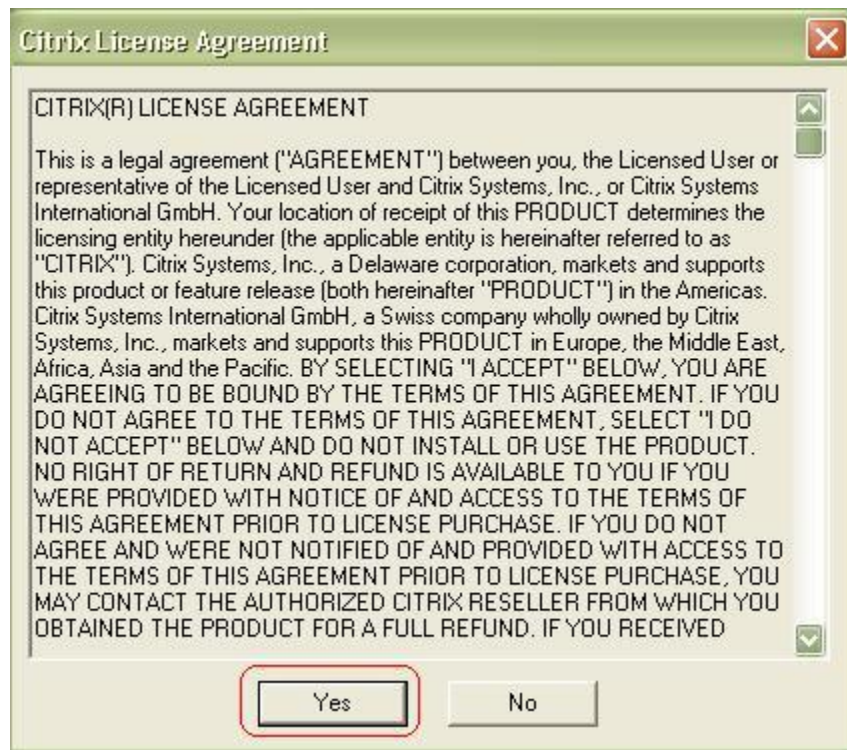 Citrix License Agreement
CITRIX(R) LICENSE AGREEMENT
This is a legal agreement ("AGREEMENT") between you, the Licensed User or
representative of the Licensed User and Citrix Systems, Inc., or Citrix Systems
International GmbH. Your location of receipt of this PRODUCT determines the
licensing entity hereunder (the applicable entity is hereinafter referred to as
"CITRIX"). Citrix Systems, Inc., a Delaware corporation, markets and supports
this product or feature release (both hereinafter "PRODUCT") in the Americas.
Citrix Systems International GmbH, a Swiss company wholly owned by Citrix
Systems, Inc., markets and supports this PRODUCT in Europe, the Middle East,
Africa, Asia and the Pacific. BY SELECTING "I ACCEPT" BELOW, YOU ARE
AGREEING TO BE BOUND BY THE TERMS OF THIS AGREEMENT. IF YOU
DO NOT AGREE TO THE TERMS OF THIS AGREEMENT, SELECT "I DO
NOT ACCEPT" BELOW AND DO NOT INSTALL OR USE THE PRODUCT.
NO RIGHT OF RETURN AND REFUND IS AVAILABLE TO YOU IF YOU
WERE PROVIDED WITH NOTICE OF AND ACCESS TO THE TERMS OF
THIS AGREEMENT PRIOR TO LICENSE PURCHASE. IF YOU DO NOT
AGREE AND WERE NOT NOTIFIED OF AND PROVIDED WITH ACCESS TO
THE TERMS OF THIS AGREEMENT PRIOR TO LICENSE PURCHASE, YOU
MAY CONTACT THE AUTHORIZED CITRIX RESELLER FROM WHICH YOU
OBTAINED THE PRODUCT FOR A FULL REFUND. IF YOU RECEIVED
Yes No